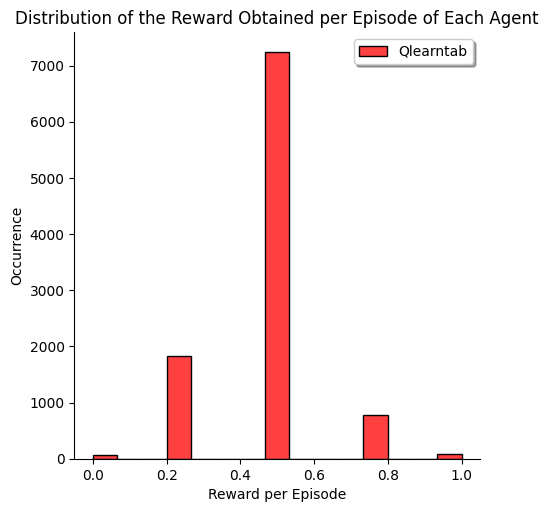 Distribution of the Reward Obtained per Episode of Each Agent
Qlearntab
7000
6000
5000
4000
3000
2000
1000
0
Occurrence
0.0 0.2 0.4 0.6 0.8 1.0
Reward per Episode